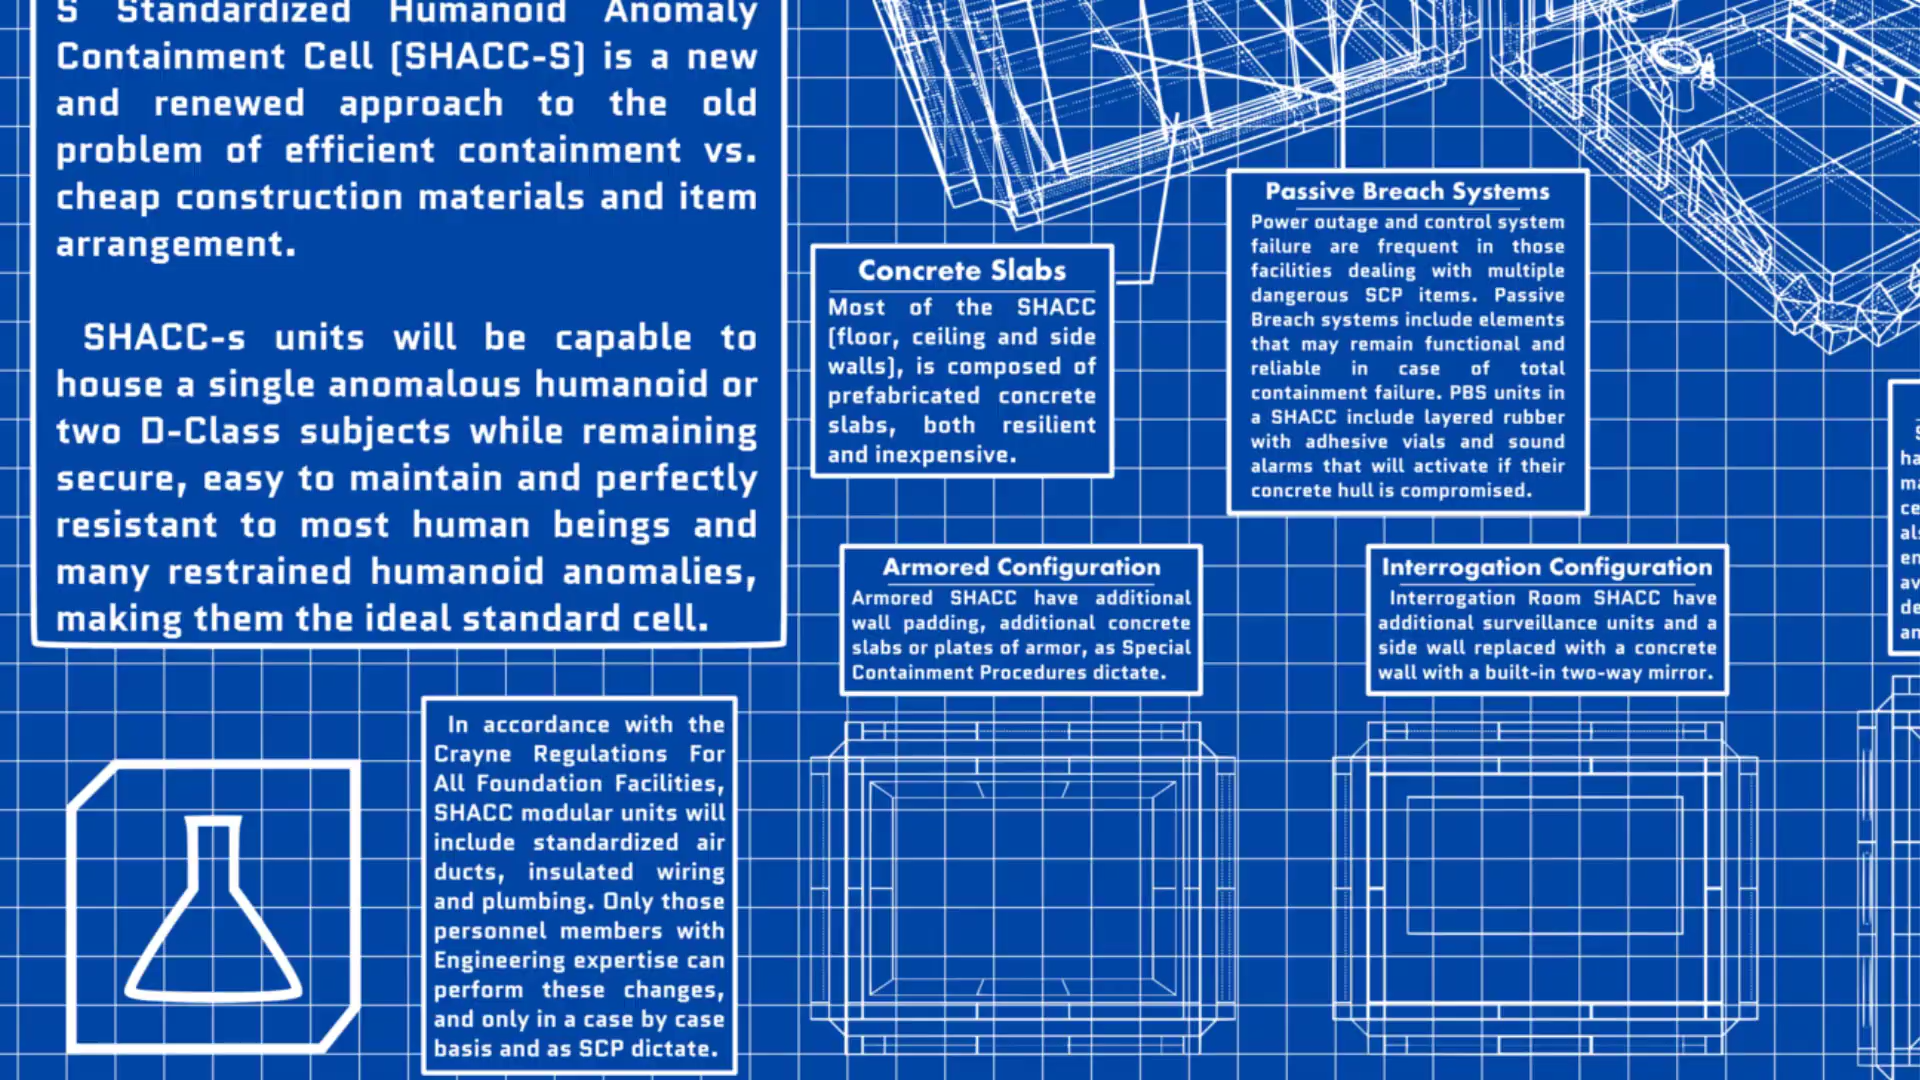 S Standardized Humanoid Anomaly
Containment Cell (SHACC-S) is a new
and renewed approach to the old
problem of efficient containment vs.
cheap construction materials and item
arrangement.
SHACC-s units will be capable to
house a single anomalous humanoid or
two D-Class subjects while remaining
secure, easy to maintain and perfectly
resistant to most human beings and
many restrained humanoid anomalies,
making them the ideal standard cell.
In accordance with the
Crayne Regulations For
All Foundation Facilities,
SHACC modular units will
include standardized air
ducts, insulated wiring
and plumbing. Only those
personnel members with
Engineering expertise can
perform these changes,
and only in a case by case
basis and as SCP dictate.
Concrete Slabs
Most of the SHACC
(floor, ceiling and side
walls), is composed of
prefabricated concrete
slabs, both resilient
and inexpensive.
Passive Breach Systems
Power outage and control system
failure are frequent in those
facilities dealing with multiple
dangerous SCP items. Passive
Breach systems include elements
that may remain functional and
reliable in case of total
containment failure. PBS units in
a SHACC include layered rubber
with adhesive vials and sound
alarms that will activate if their
concrete hull is compromised.
Armored Configuration
Armored SHACC have additional
wall padding, additional concrete
slabs or plates of armor, as Special
Containment Procedures dictate.
Interrogation Configuration
Interrogation Room SHACC have
additional surveillance units and a
side wall replaced with a concrete
wall with a built-in two-way mirror.